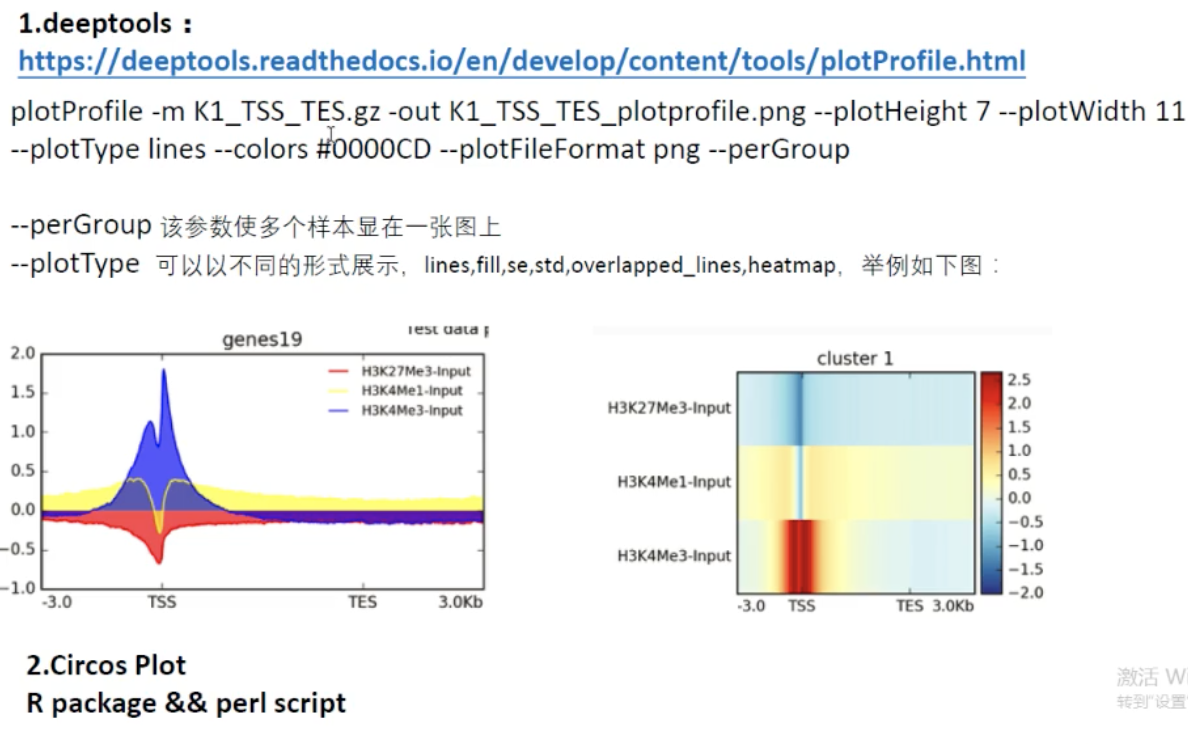 1.deeptools：
https://deeptools.readthedocs.io/en/develop/content/tools/plotProfile.html
plotProfile -m K1_TSS_TES.gz -out K1_TSS_TES_plotprofile.png --plotHeight 7 --plotWidth 11
--plotType lines --colors #0000CD --plotFileFormat png --perGroup
--perGroup 该参数使多个样本显在一张图上
--plotType 可以以不同的形式展示，lines,fill,se,std,overlapped_lines,heatmap，举例如下图：
Test data
genes19
2.0
1.5
1.0
0.5
0.0
−0.5
−1.0
H3K27Me3-Input
H3K4Me1-Input
H3K4Me3-Input
-3.0 TSS TES 3.0Kb
cluster 1
H3K27Me3-Input
H3K4Me1-Input
H3K4Me3-Input
2.5
2.0
1.5
1.0
0.5
0.0
−0.5
−1.0
−1.5
−2.0
-3.0 TSS TES 3.0Kb
2.Circos Plot
R package && perl script
激活
转到"设置